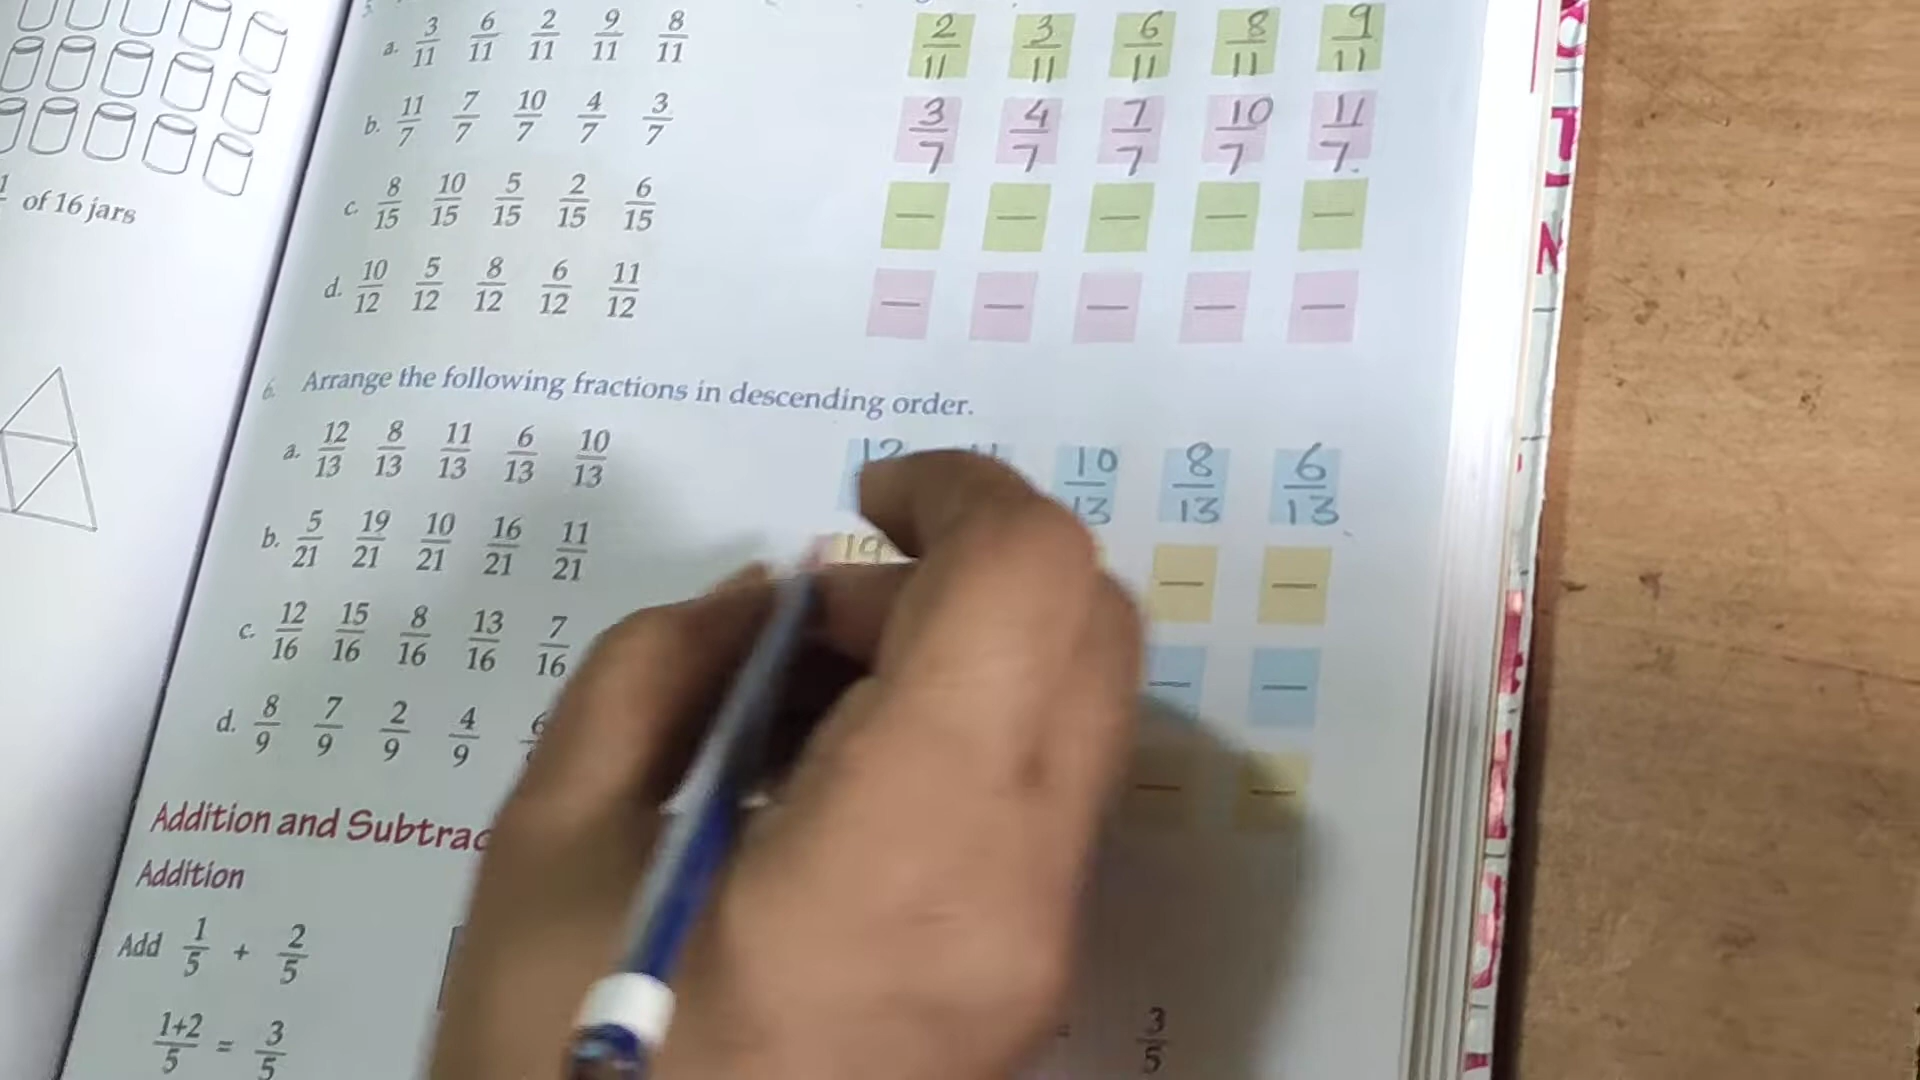 of 16 jars
5.
a. 3/11 6/11 2/11 9/11 8/11 2/11 3/11 6/11 8/11 9/11
b. 11/7 7/7 10/7 4/7 3/7 3/7 4/7 7/7 10/7 11/7
c. 8/15 10/15 5/15 2/15 6/15
d. 10/12 5/12 8/12 6/12 11/12
6. Arrange the following fractions in descending order.
a. 12/13 8/13 11/13 6/13 10/13 12 10/13 8/13 6/13
b. 5/21 19/21 10/21 16/21 11/21 19
c. 12/16 15/16 8/16 13/16 7/16
d. 8/9 7/9 2/9 4/9 6
Addition and Subtrac
Addition
Add 1/5 + 2/5
1+2/5 = 3/5 = 3/5